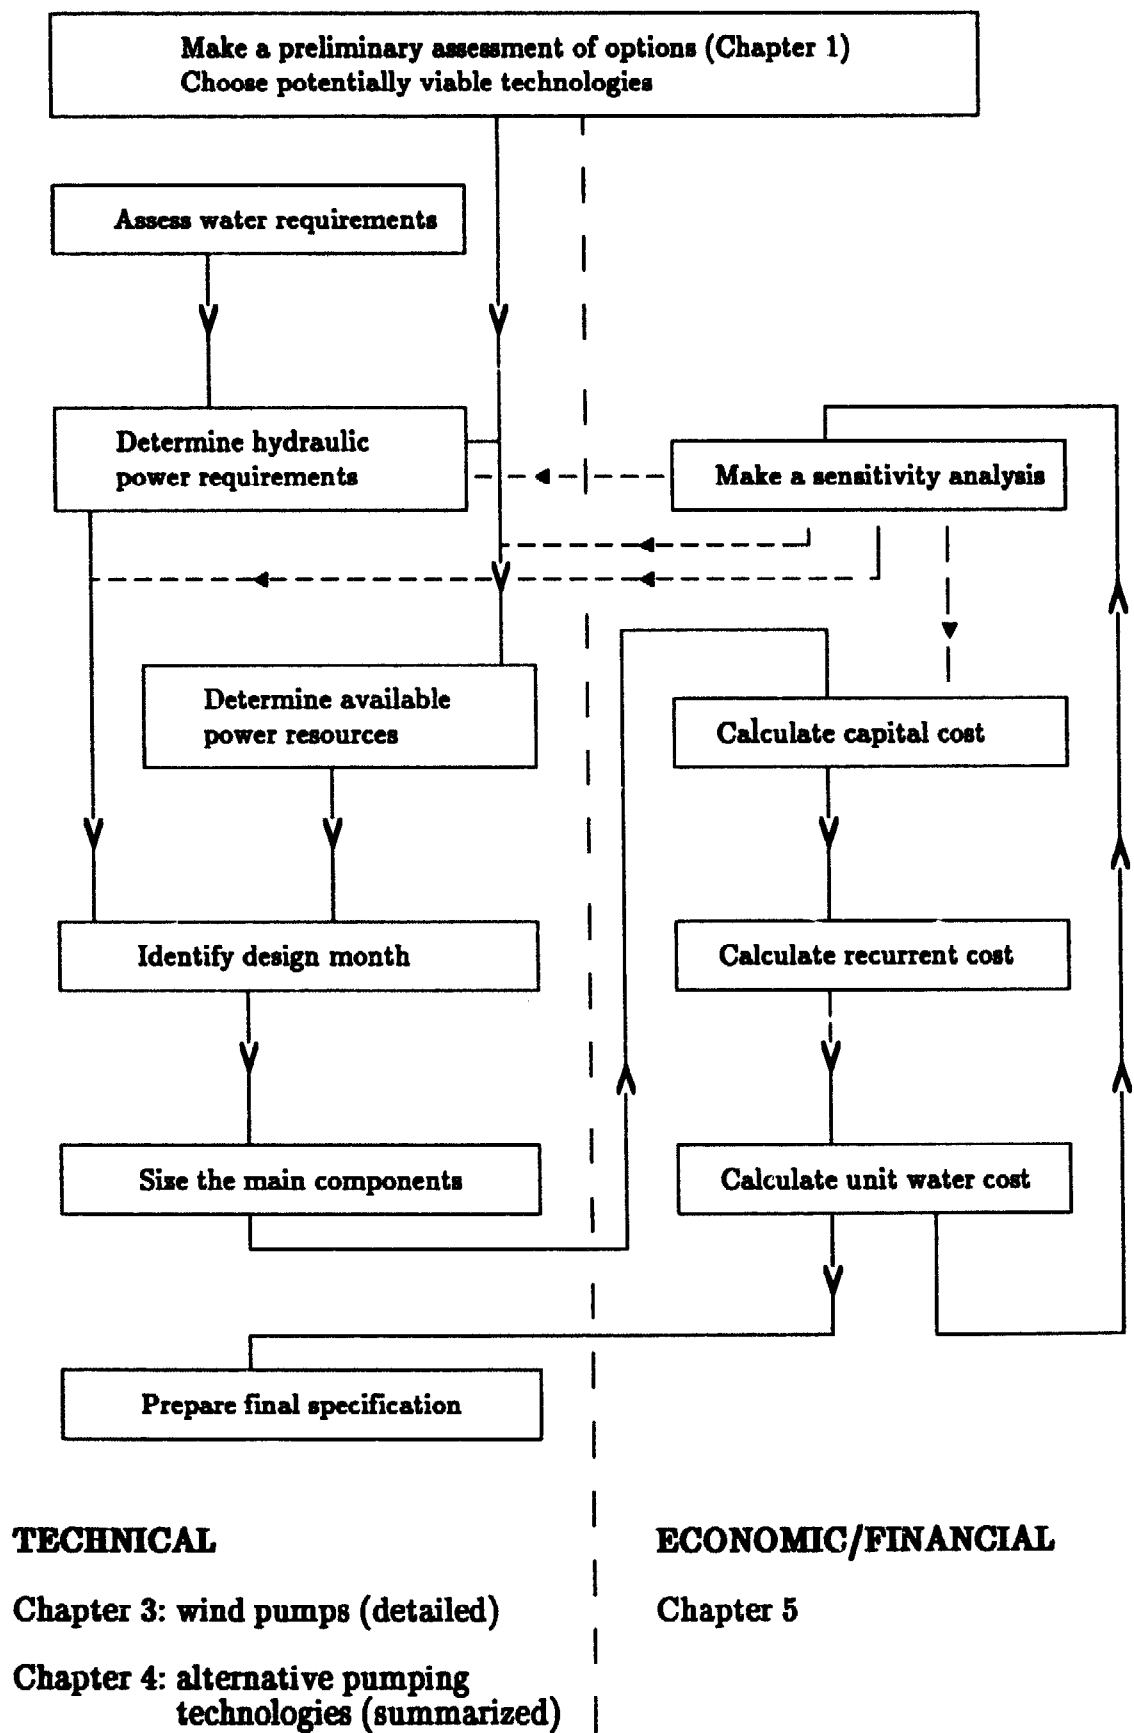 Make a preliminary assessment of options (Chapter 1)
Choose potentially viable technologies
Assess water requirements
Determine hydraulic
power requirements
Make a sensitivity analysis
Determine available
power resources
Calculate capital cost
Identify design month
Calculate recurrent cost
Size the main components
Calculate unit water cost
Prepare final specification
TECHNICAL
Chapter 3: wind pumps (detailed)
Chapter 4: alternative pumping
technologies (summarized)
ECONOMIC/FINANCIAL
Chapter 5